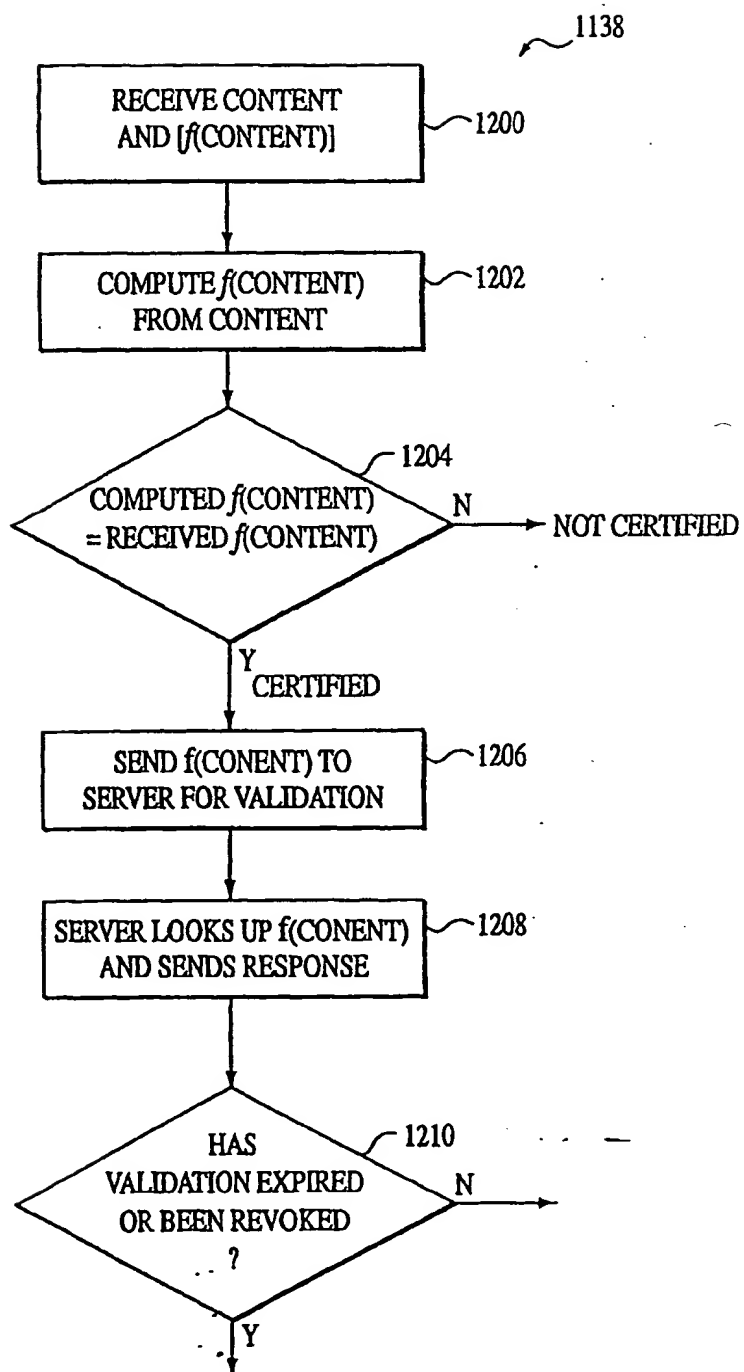 1138
RECEIVE CONTENT
AND [f(CONTENT)]
1200
COMPUTE f(CONTENT)
FROM CONTENT
1202
1204
COMPUTED f(CONTENT)
= RECEIVED f(CONTENT)
N
NOT CERTIFIED
Y
CERTIFIED
SEND f(CONENT) TO
SERVER FOR VALIDATION
1206
SERVER LOOKS UP f(CONENT)
AND SENDS RESPONSE
1208
1210
HAS
VALIDATION EXPIRED
OR BEEN REVOKED
?
N
Y